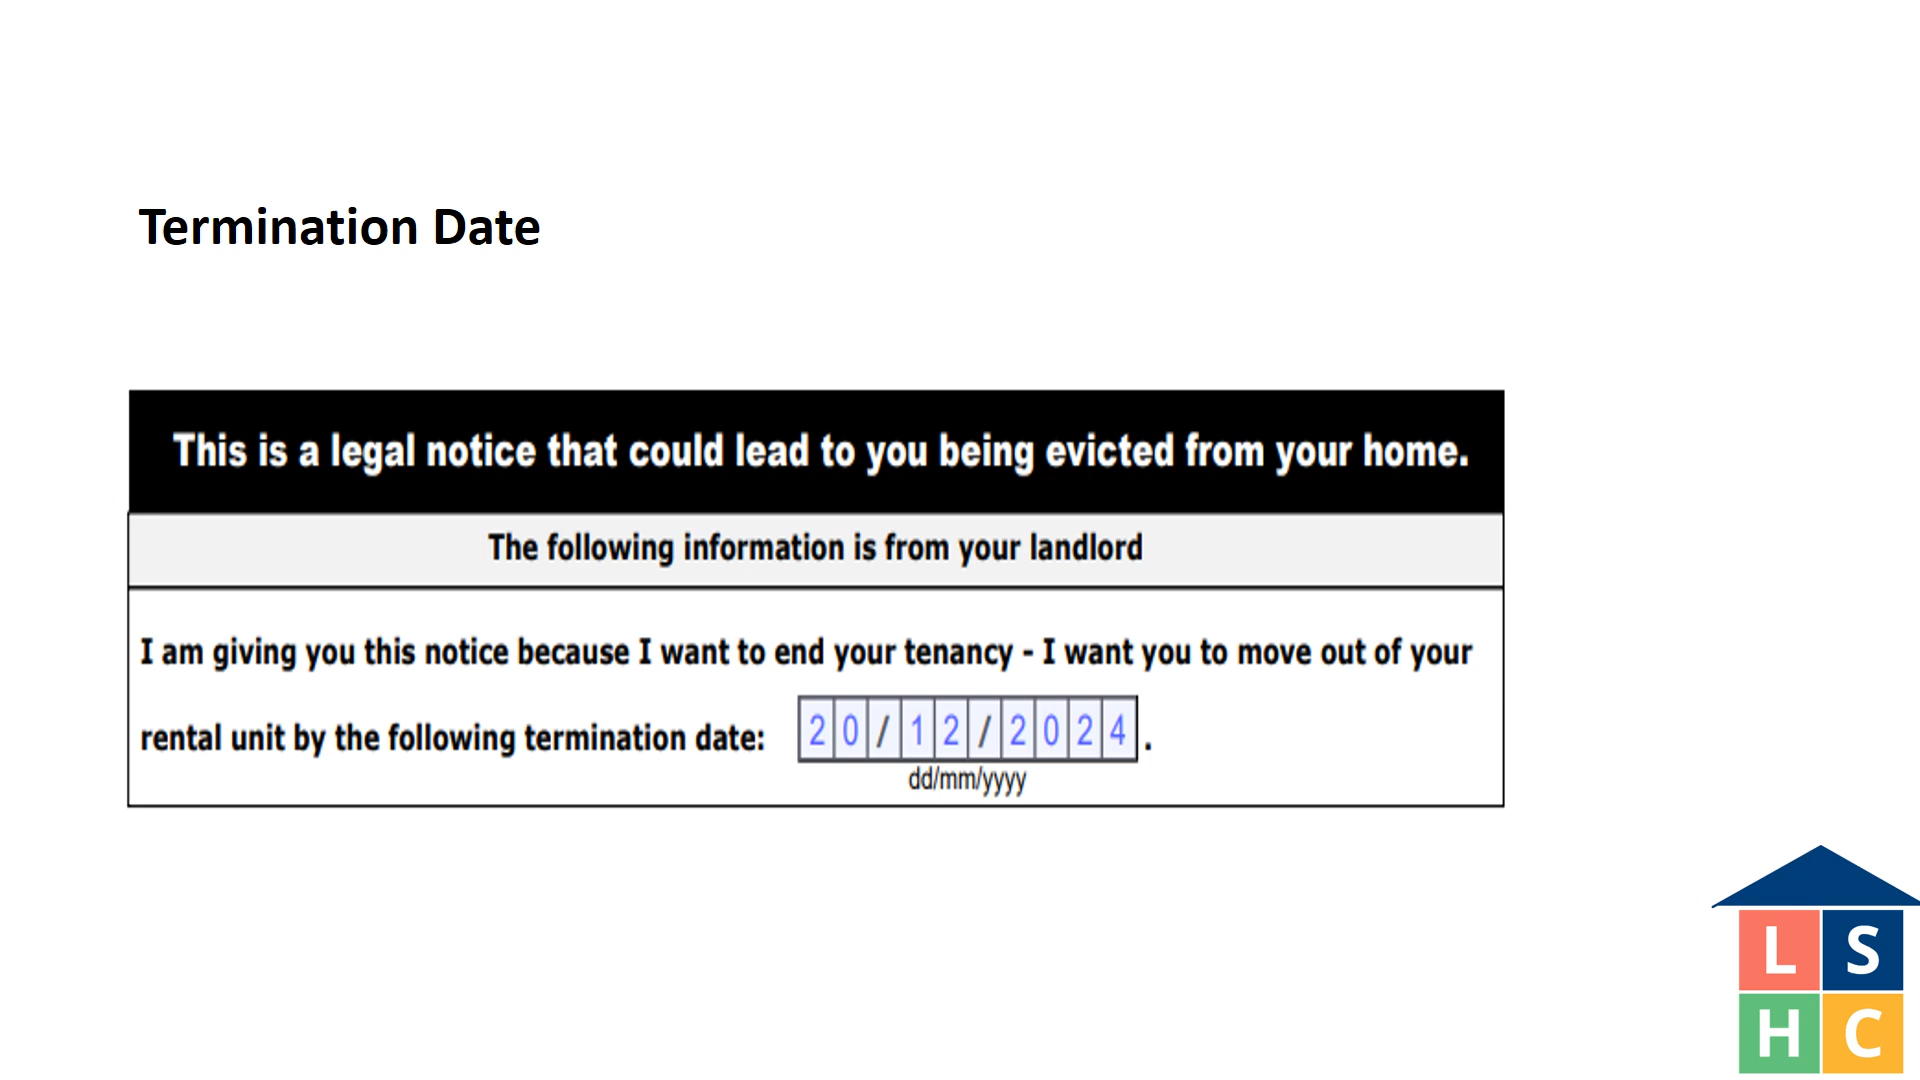 Termination Date
This is a legal notice that could lead to you being evicted from your home.
The following information is from your landlord
I am giving you this notice because I want to end your tenancy - I want you to move out of your
rental unit by the following termination date: 20/12/2024.
dd/mm/yyyy
L S
H C